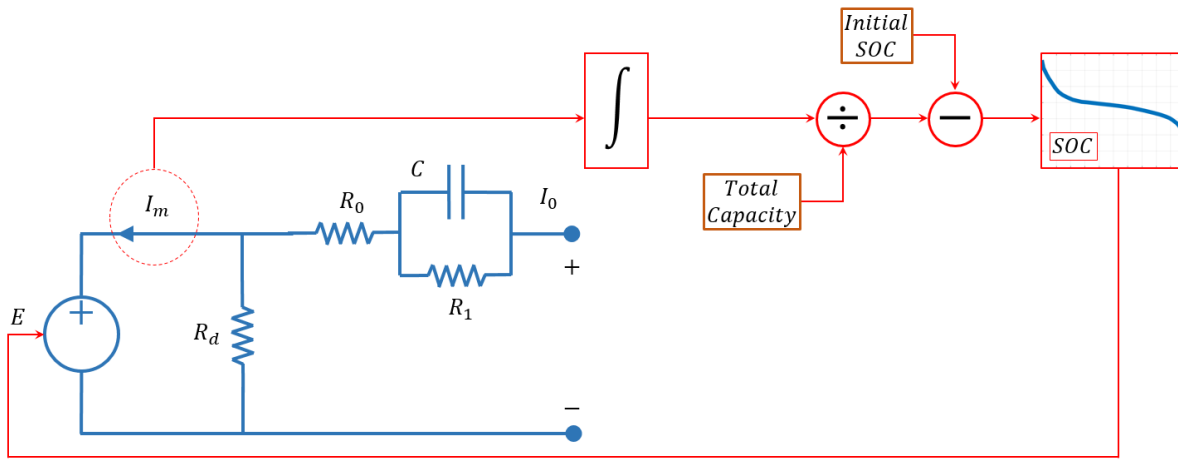 Initial
SOC
∫
÷
−
SOC
Total
Capacity
I_m
R_0
C
I_0
+
R_1
E
+
R_d
−